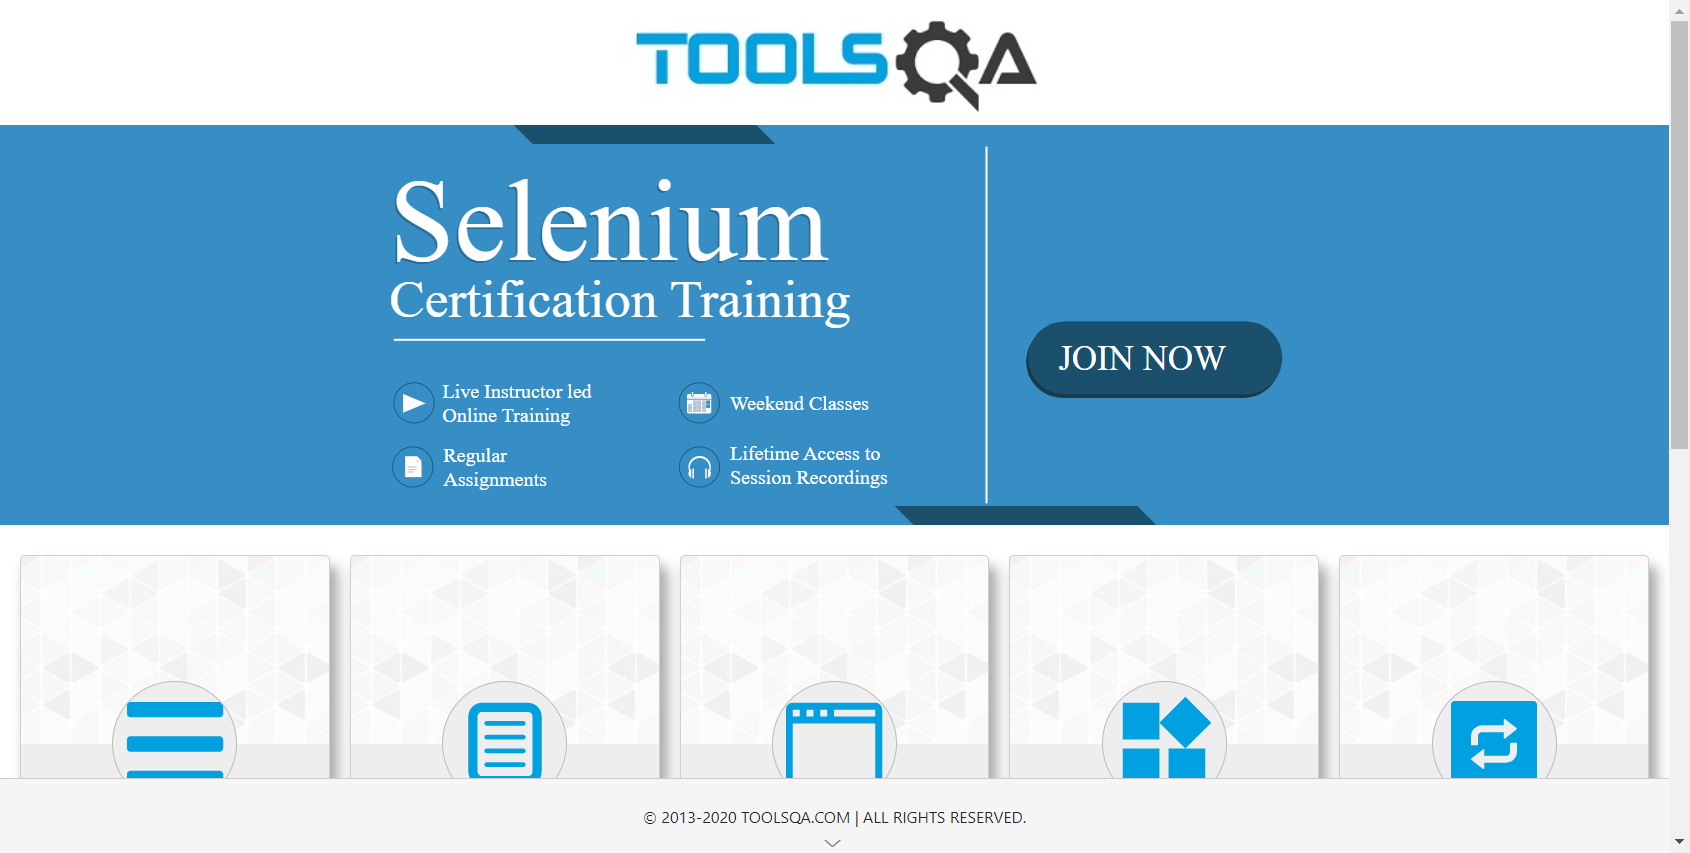 TOOLSQA
Selenium
Certification Training
JOIN NOW
Live Instructor led
Online Training
Weekend Classes
Regular
Assignments
Lifetime Access to
Session Recordings
© 2013-2020 TOOLSQA.COM | ALL RIGHTS RESERVED.